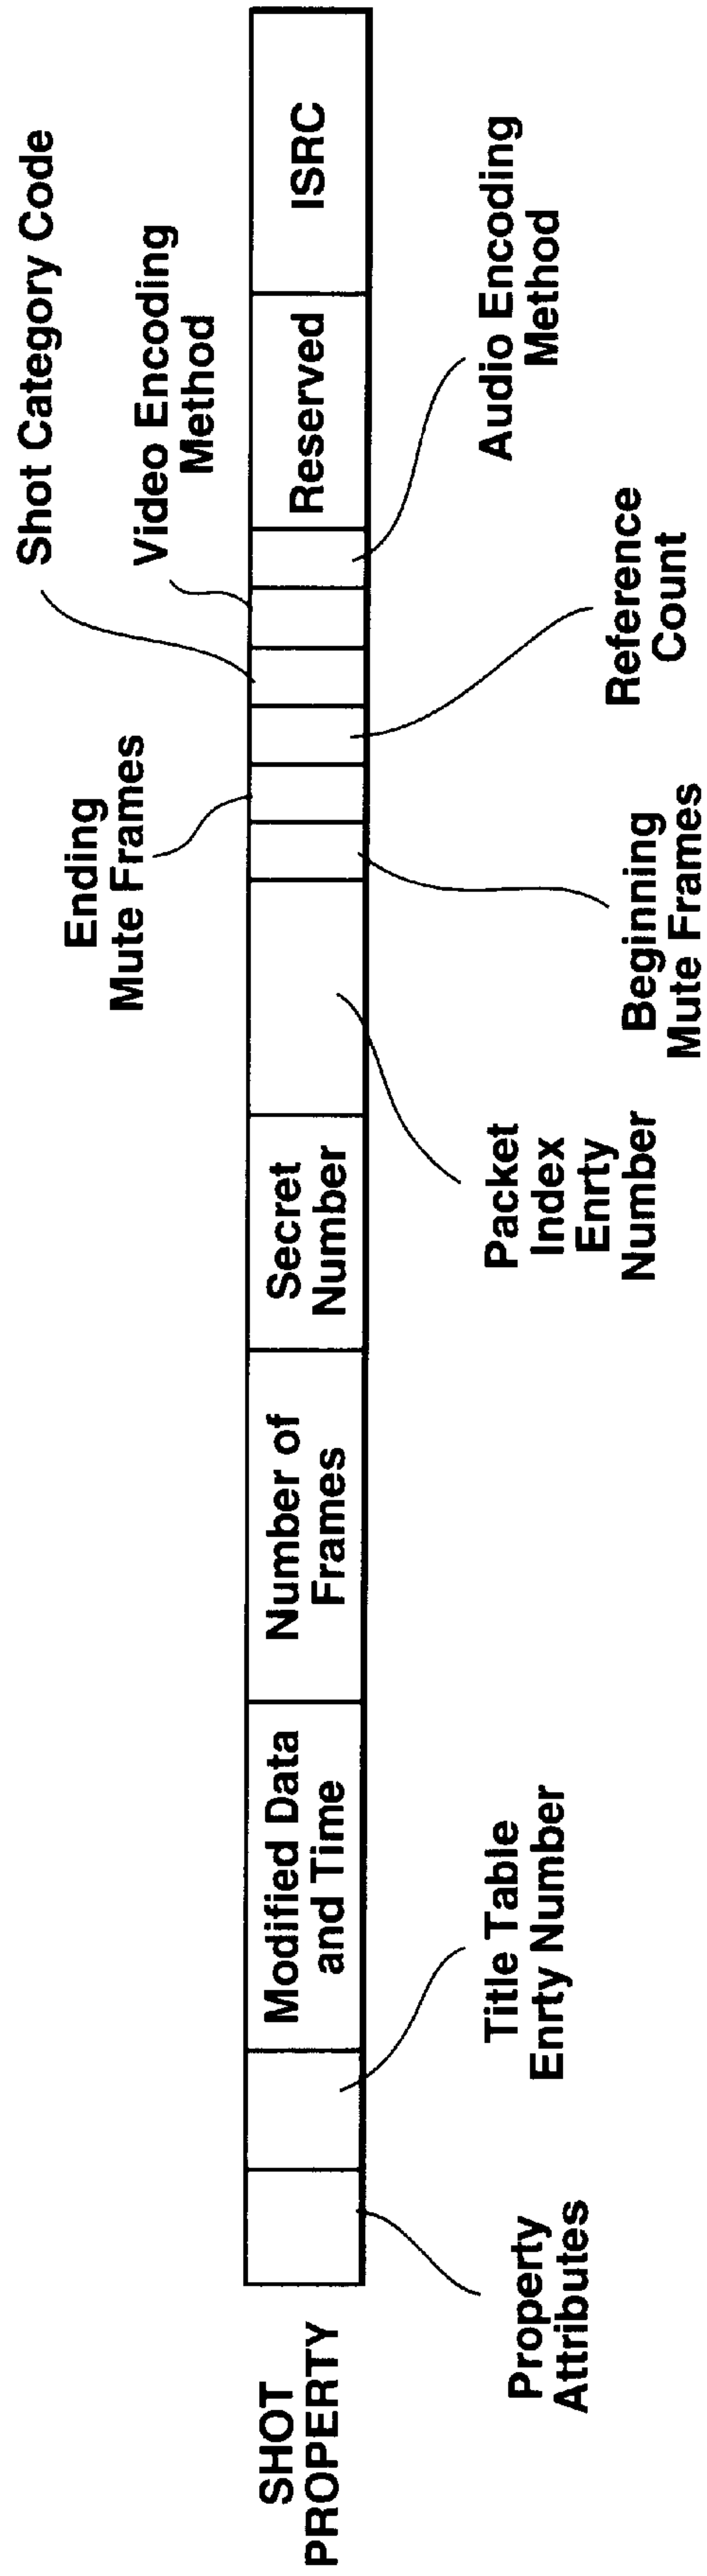 Shot Category Code
Video Encoding
Method
Ending
Mute Frames
SHOT
PROPERTY
Modified Data
and Time
Number of
Frames
Secret
Number
Reserved
ISRC
Property
Attributes
Title Table
Enrty Number
Packet
Index
Enrty
Number
Beginning
Mute Frames
Reference
Count
Audio Encoding
Method